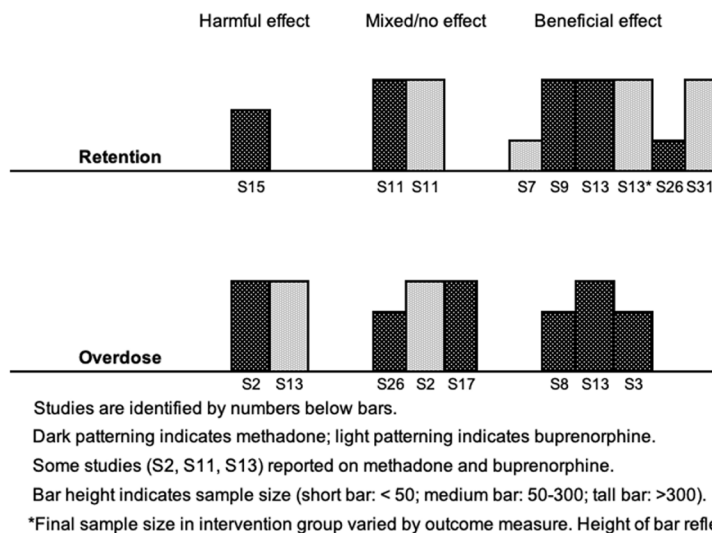 Harmful effect Mixed/no effect Beneficial effect
Retention
S15 S11 S11 S7 S9 S13 S13* S26 S31
Overdose
S2 S13 S26 S2 S17 S8 S13 S3
Studies are identified by numbers below bars.
Dark patterning indicates methadone; light patterning indicates buprenorphine.
Some studies (S2, S11, S13) reported on methadone and buprenorphine.
Bar height indicates sample size (short bar: < 50; medium bar: 50-300; tall bar: >300).
*Final sample size in intervention group varied by outcome measure. Height of bar